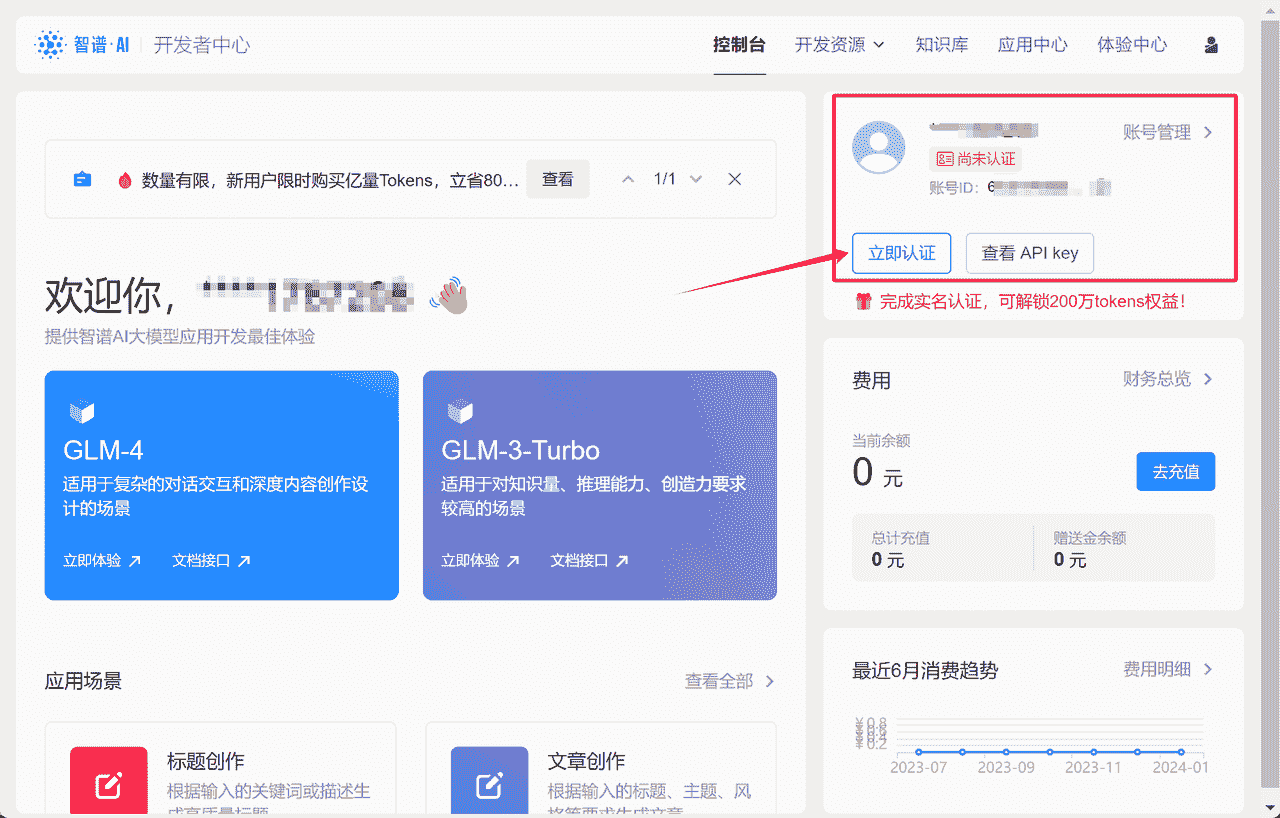 智谱·AI 开发者中心
控制台 开发资源 知识库 应用中心 体验中心
数量有限，新用户限时购买亿量Tokens，立省80... 查看 1/1
欢迎你，
提供智谱AI大模型应用开发最佳体验
GLM-4
适用于复杂的对话交互和深度内容创作设
计的场景
立即体验 文档接口
GLM-3-Turbo
适用于对知识量、推理能力、创造力要求
较高的场景
立即体验 文档接口
应用场景 查看全部
标题创作
根据输入的关键词或描述生
成高质量标题
文章创作
根据输入的标题、主题、风
格等要求生成文章
账号管理
尚未认证
账号ID: 6
立即认证 查看 API key
完成实名认证，可解锁200万tokens权益！
费用 财务总览
当前余额
0 元 去充值
总计充值 赠送金余额
0 元 0 元
最近6月消费趋势 费用明细
¥0.8
¥0.6
¥0.4
¥0.2
2023-07 2023-09 2023-11 2024-01